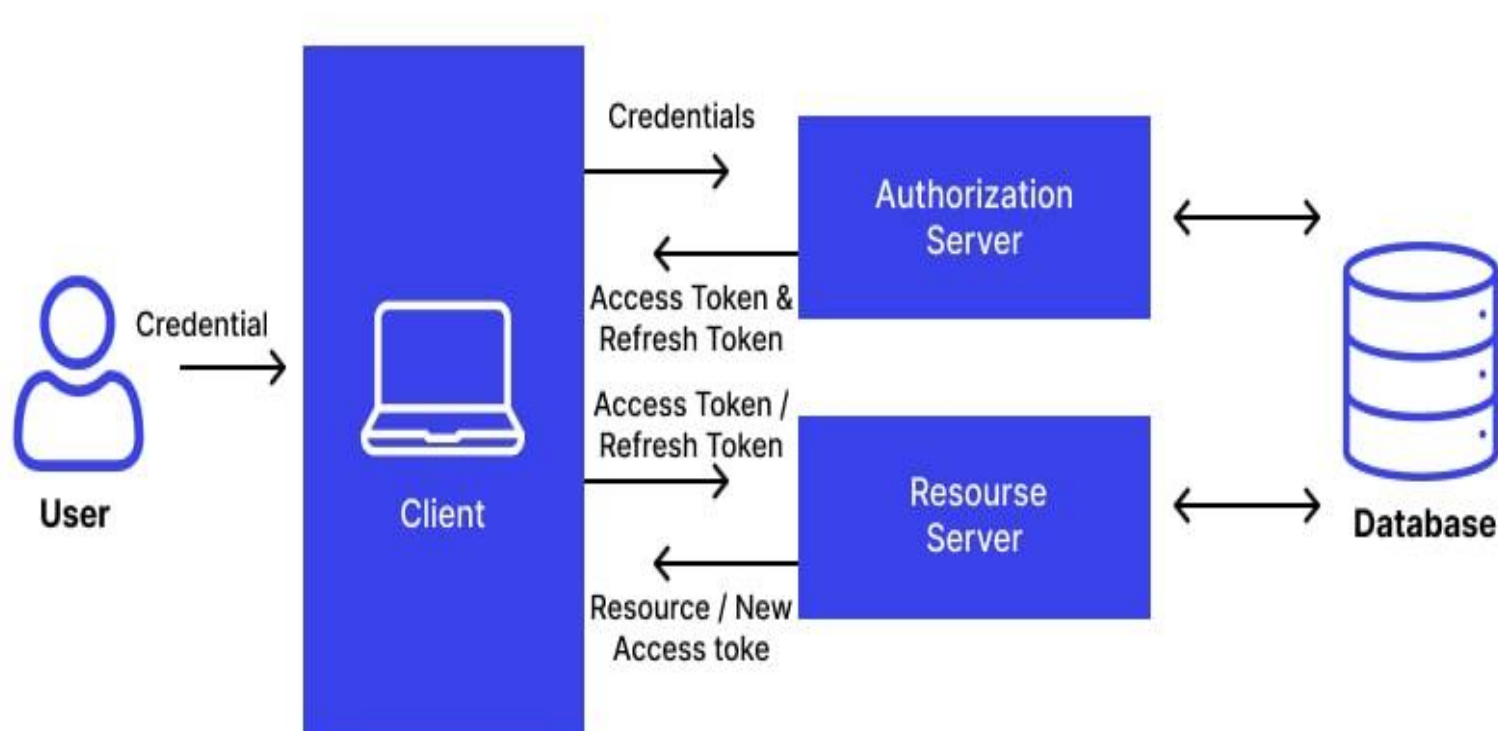 Credential
User
Client
Credentials
Access Token &
Refresh Token
Access Token /
Refresh Token
Resource / New
Access toke
Authorization
Server
Resourse
Server
Database